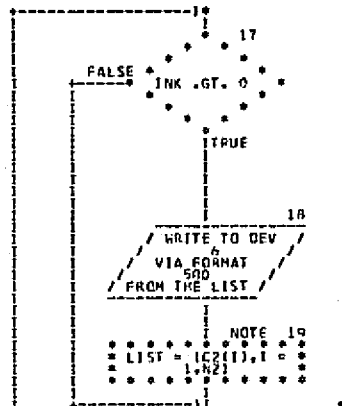 17
FALSE
INK .GT. 0
TRUE
18
WRITE TO DEV
6
VIA FORMAT
500
FROM THE LIST
NOTE 19
LIST = (C2(I),I =
1,N2)